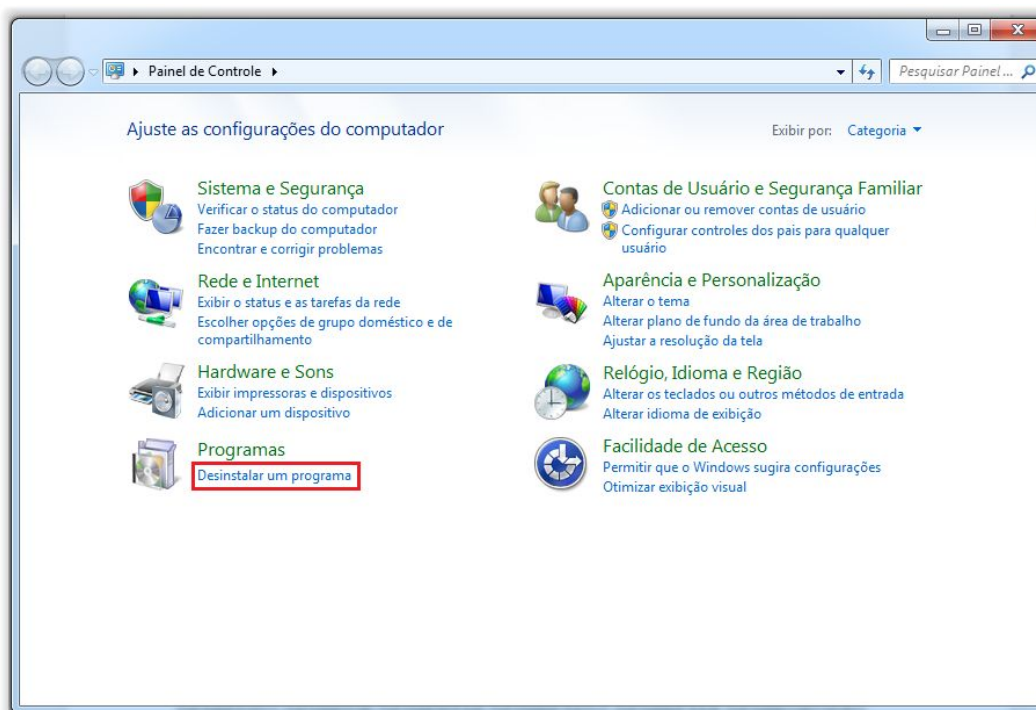 Painel de Controle
Pesquisar Painel ...
Ajuste as configurações do computador
Exibir por: Categoria
Sistema e Segurança
Verificar o status do computador
Fazer backup do computador
Encontrar e corrigir problemas
Rede e Internet
Exibir o status e as tarefas da rede
Escolher opções de grupo doméstico e de
compartilhamento
Hardware e Sons
Exibir impressoras e dispositivos
Adicionar um dispositivo
Programas
Desinstalar um programa
Contas de Usuário e Segurança Familiar
Adicionar ou remover contas de usuário
Configurar controles dos pais para qualquer
usuário
Aparência e Personalização
Alterar o tema
Alterar plano de fundo da área de trabalho
Ajustar a resolução da tela
Relógio, Idioma e Região
Alterar os teclados ou outros métodos de entrada
Alterar idioma de exibição
Facilidade de Acesso
Permitir que o Windows sugira configurações
Otimizar exibição visual